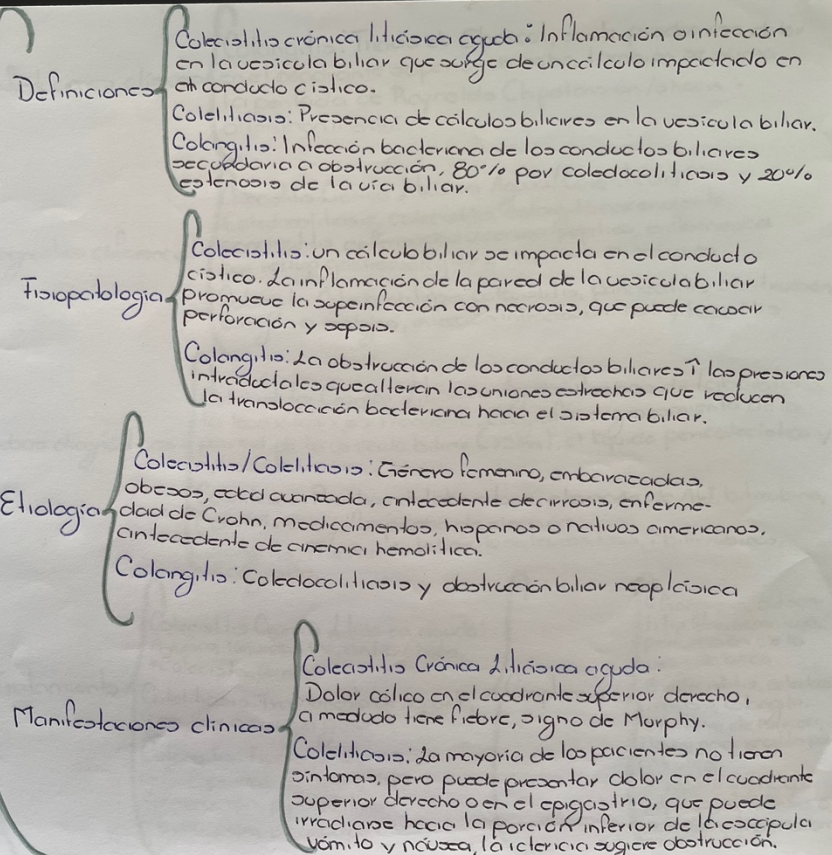 Definiciones
Colecistitis crónica litiásica aguda: Inflamación o infección
en la vesicula biliar que surge de un cálculo impactado en
el conducto cístico.
Colelitiasis: Presencia de cálculos biliares en la vesicula biliar.
Colangitis: Infección bacteriana de los conductos biliares
secundaria a obstrucción, 80% por coledocolitiasis y 20%
estenosis de la vía biliar.
Fisiopatología
Colecistitis: un cálculo biliar se impacta en el conducto
cístico. La inflamación de la pared de la vesicula biliar
promueve la supeinfección con necrosis, que puede causar
perforación y sepsis.
Colangitis: La obstrucción de los conductos biliares ↑ las presiones
intraductales que alteran las uniones estrechas que reducen
la translocación bacteriana hacia el sistema biliar.
Etiología
Colecistitis/Colelitiasis: Género femenino, embarazadas,
obesos, edad avanzada, antecedente de cirrosis, enferme-
dad de Crohn, medicamentos, hispanos o nativos americanos,
antecedente de anemia hemolítica.
Colangitis: Coledocolitiasis y obstrucción biliar neoplásica
Manifestaciones clínicas
Colecistitis Crónica Litiásica aguda:
Dolor cólico en el cuadrante superior derecho,
a medudo tiene fiebre, signo de Murphy.
Colelitiasis: La mayoría de los pacientes no tienen
síntomas, pero puede presentar dolor en el cuadrante
superior derecho o en el epigastrio, que puede
irradiarse hacia la porción inferior de la escápula
vómito y náusea, la ictericia sugiere obstrucción.